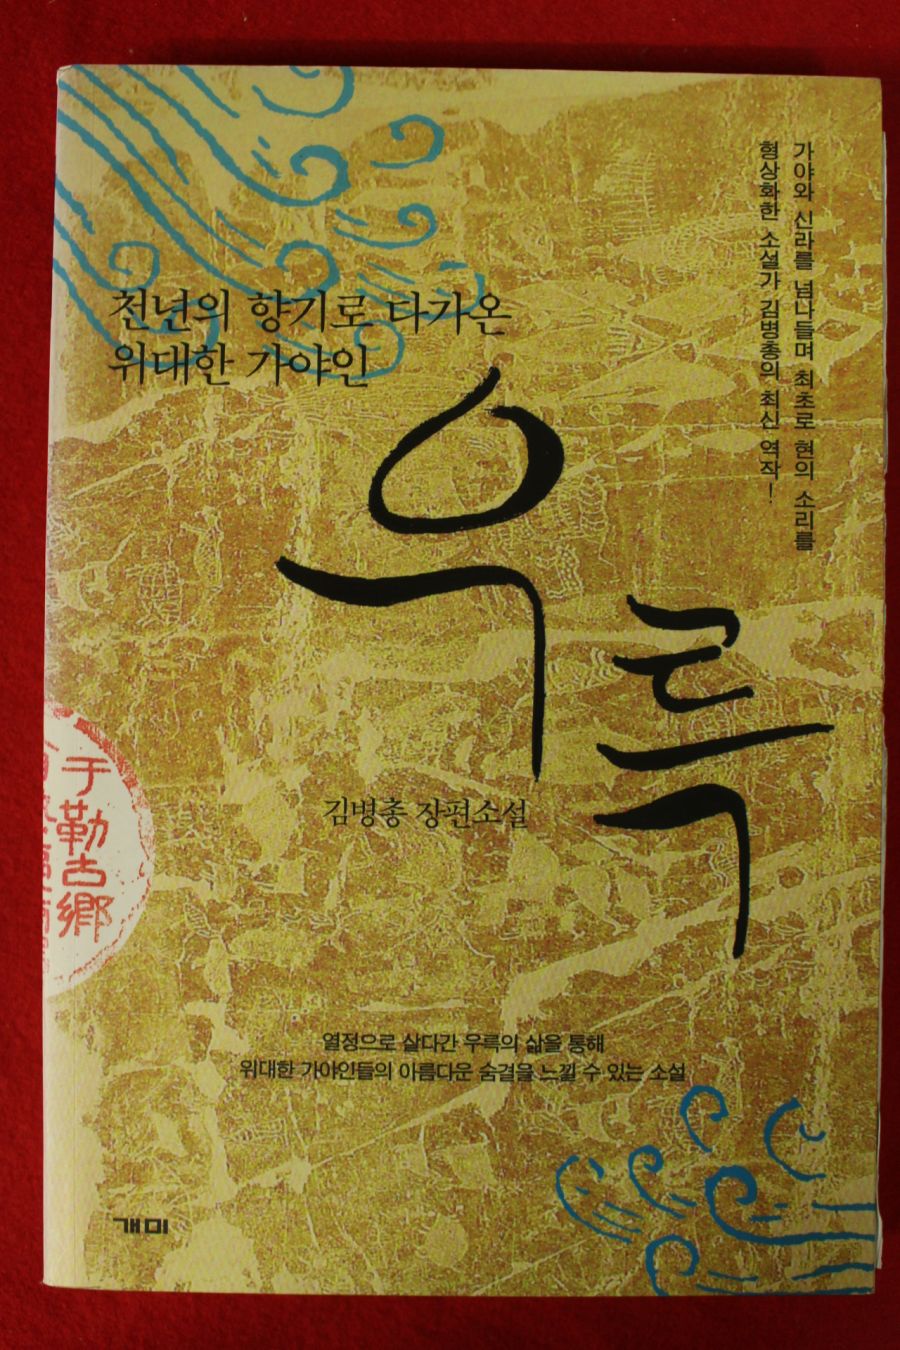 가야와 신라를 넘나들며 최초로 현의 소리를
형상화한 소설가 김병총의 최신 역작!
천년의 향기로 다가온
위대한 가야인
우륵
김병총 장편소설
于勒古鄕
열정으로 살다간 우륵의 삶을 통해
위대한 가야인들의 아름다운 숨결을 느낄 수 있는 소설
개미